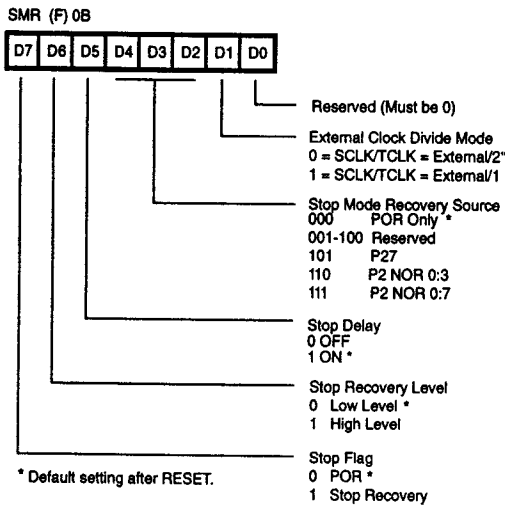 SMR (F) 0B
D7 D6 D5 D4 D3 D2 D1 D0
Reserved (Must be 0)
External Clock Divide Mode
0 = SCLK/TCLK = External/2*
1 = SCLK/TCLK = External/1
Stop Mode Recovery Source
000 POR Only *
001-100 Reserved
101 P27
110 P2 NOR 0:3
111 P2 NOR 0:7
Stop Delay
0 OFF
1 ON *
Stop Recovery Level
0 Low Level *
1 High Level
Stop Flag
0 POR *
1 Stop Recovery
* Default setting after RESET.